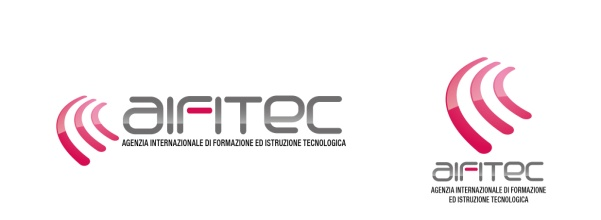 AIFITEC
AGENZIA INTERNAZIONALE DI FORMAZIONE ED ISTRUZIONE TECNOLOGICA
AIFITEC
AGENZIA INTERNAZIONALE DI FORMAZIONE
ED ISTRUZIONE TECNOLOGICA